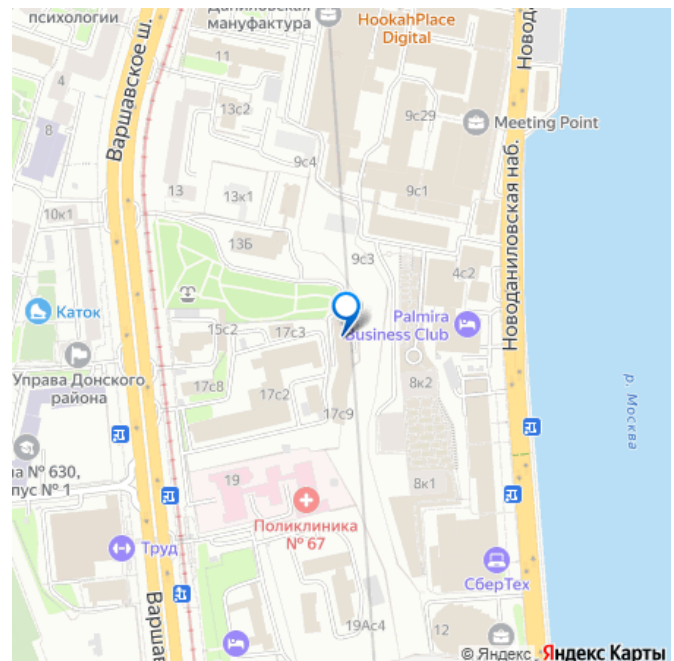 психологии
Даниловская
мануфактура
HookahPlace
Digital
Варшавское ш.
11
4
13с2
8
9с29
Meeting Point
9с4
13
13к1
9с1
10к1
13Б
9с3
4с2
Новоданиловская наб.
Каток
15с2
17с3
Palmira
Business Club
Управа Донского
района
17с8
17с2
8к2
17с9
р. Москва
а № 630,
пус № 1
19
8к1
Поликлиника
№ 67
Труд
СберТех
Варшав
19Ас4
12
© Яндекс
Яндекс Карты
Новод